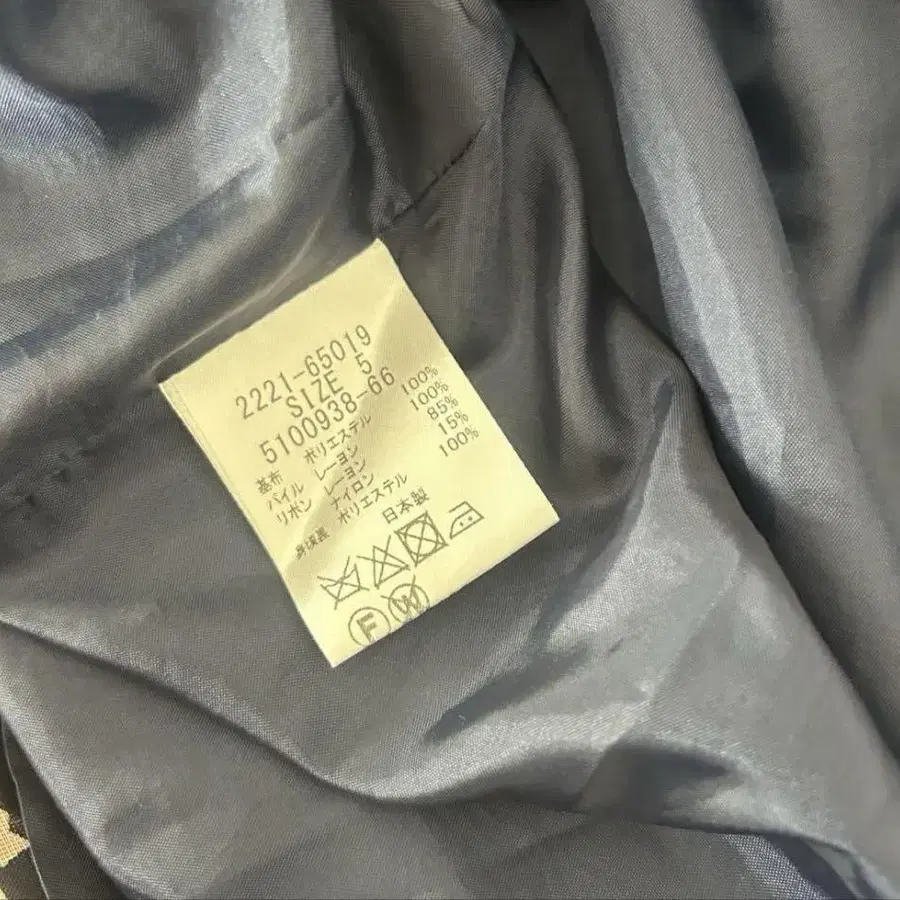 2221-65019
SIZE 5
5100938-66
基布 ポリエステル 100%
パイル レーヨン 100%
リボン レーヨン 85%
ナイロン 15%
身後裏 ポリエステル 100%
日本製
F W